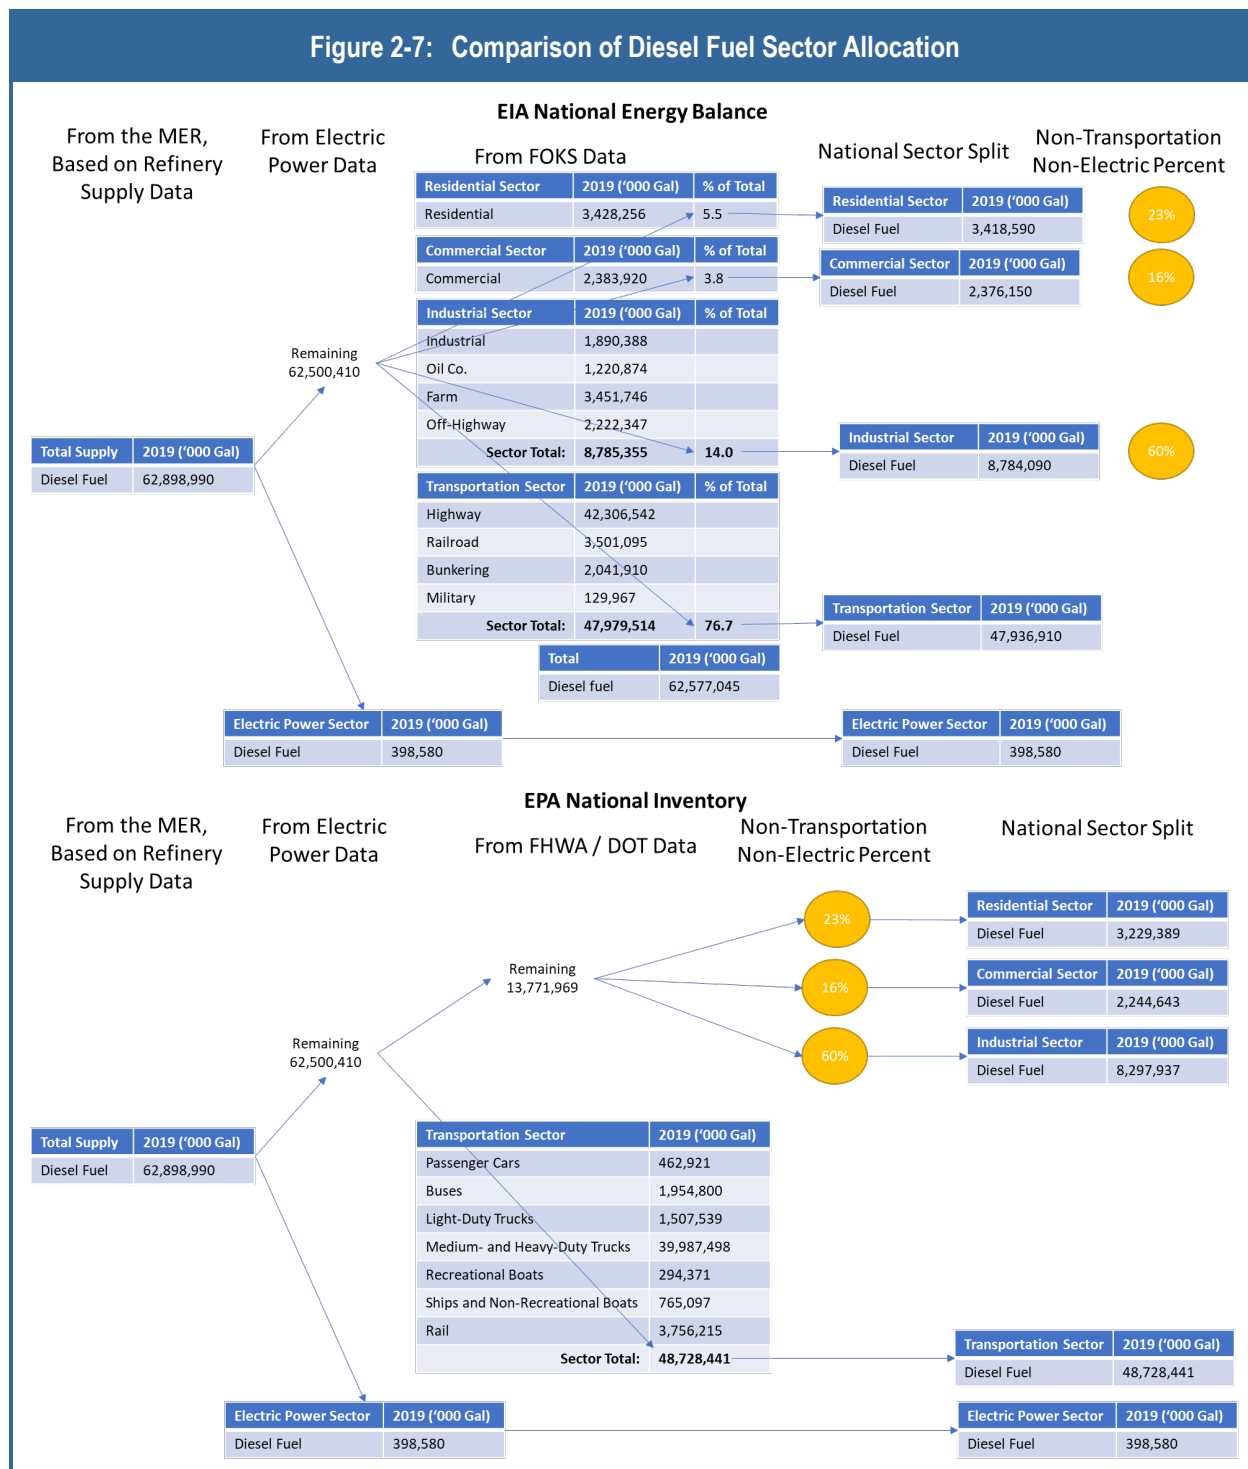 Figure 2-7: Comparison of Diesel Fuel Sector Allocation
EIA National Energy Balance
From the MER,
Based on Refinery
Supply Data
From Electric
Power Data
From FOKS Data
National Sector Split
Non-Transportation
Non-Electric Percent
Residential Sector 2019 (‘000 Gal) % of Total
Residential 3,428,256 5.5
Residential Sector 2019 (‘000 Gal)
Diesel Fuel 3,418,590
23%
Commercial Sector 2019 (‘000 Gal) % of Total
Commercial 2,383,920 3.8
Commercial Sector 2019 (‘000 Gal)
Diesel Fuel 2,376,150
16%
Industrial Sector 2019 (‘000 Gal) % of Total
Industrial 1,890,388
Oil Co. 1,220,874
Farm 3,451,746
Off-Highway 2,222,347
Sector Total: 8,785,355 14.0
Remaining
62,500,410
Industrial Sector 2019 (‘000 Gal)
Diesel Fuel 8,784,090
60%
Total Supply 2019 (‘000 Gal)
Diesel Fuel 62,898,990
Transportation Sector 2019 (‘000 Gal) % of Total
Highway 42,306,542
Railroad 3,501,095
Bunkering 2,041,910
Military 129,967
Sector Total: 47,979,514 76.7
Transportation Sector 2019 (‘000 Gal)
Diesel Fuel 47,936,910
Total 2019 (‘000 Gal)
Diesel fuel 62,577,045
Electric Power Sector 2019 (‘000 Gal)
Diesel Fuel 398,580
Electric Power Sector 2019 (‘000 Gal)
Diesel Fuel 398,580
EPA National Inventory
From the MER,
Based on Refinery
Supply Data
From Electric
Power Data
From FHWA / DOT Data
Non-Transportation
Non-Electric Percent
National Sector Split
23%
Residential Sector 2019 (‘000 Gal)
Diesel Fuel 3,229,389
Remaining
13,771,969
16%
Commercial Sector 2019 (‘000 Gal)
Diesel Fuel 2,244,643
60%
Industrial Sector 2019 (‘000 Gal)
Diesel Fuel 8,297,937
Remaining
62,500,410
Total Supply 2019 (‘000 Gal)
Diesel Fuel 62,898,990
Transportation Sector 2019 (‘000 Gal)
Passenger Cars 462,921
Buses 1,954,800
Light-Duty Trucks 1,507,539
Medium- and Heavy-Duty Trucks 39,987,498
Recreational Boats 294,371
Ships and Non-Recreational Boats 765,097
Rail 3,756,215
Sector Total: 48,728,441
Transportation Sector 2019 (‘000 Gal)
Diesel Fuel 48,728,441
Electric Power Sector 2019 (‘000 Gal)
Diesel Fuel 398,580
Electric Power Sector 2019 (‘000 Gal)
Diesel Fuel 398,580